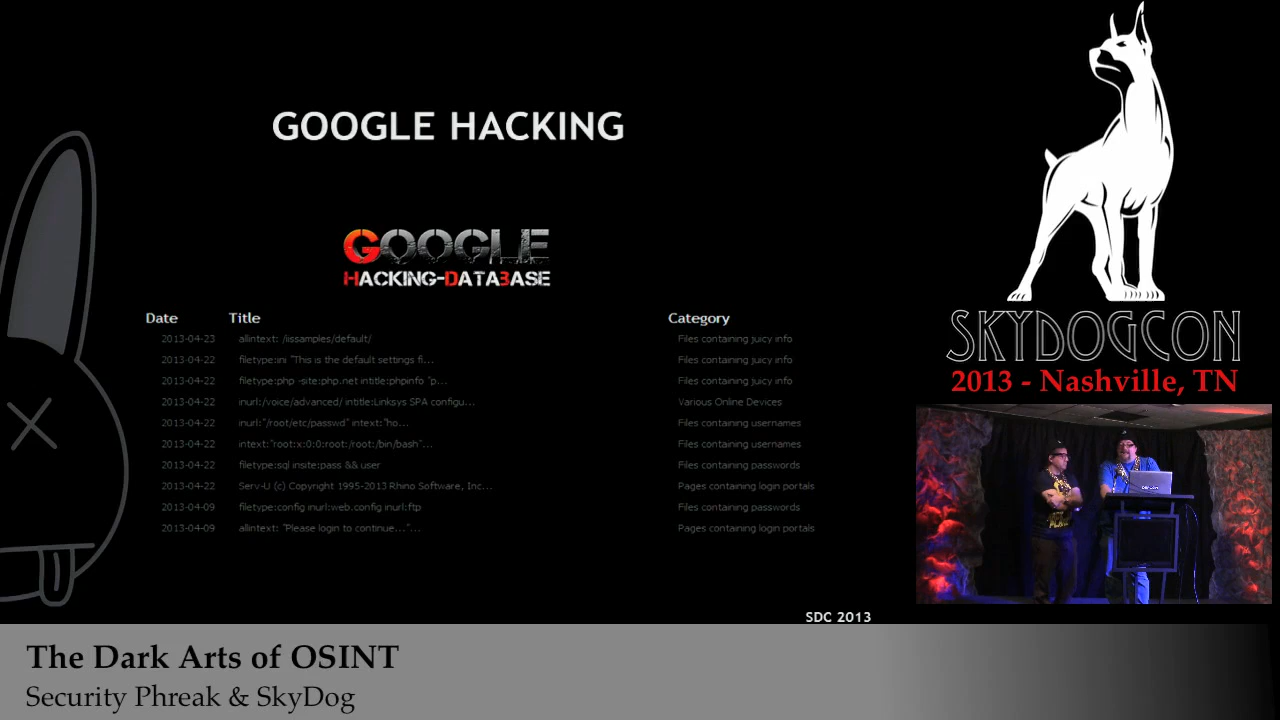 GOOGLE HACKING
GOOGLE
HACKING-DATABASE
Date Title Category
2013-04-23 allintext: /iissamples/default/ Files containing juicy info
2013-04-22 filetype:ini "This is the default settings fi... Files containing juicy info
2013-04-22 filetype:php -site:php.net intitle:phpinfo "p... Files containing juicy info
2013-04-22 inurl:/voice/advanced/ intitle:Linksys SPA configu... Various Online Devices
2013-04-22 inurl:"/root/etc/passwd" intext:"ho... Files containing usernames
2013-04-22 intext:"root:x:0:0:root:/root:/bin/bash"... Files containing usernames
2013-04-22 filetype:sql insite:pass && user Files containing passwords
2013-04-22 Serv-U (c) Copyright 1995-2013 Rhino Software, Inc... Pages containing login portals
2013-04-09 filetype:config inurl:web.config inurl:ftp Files containing passwords
2013-04-09 allintext: "Please login to continue..."... Pages containing login portals
SDC 2013
SKYDOGCON
2013 - Nashville, TN
The Dark Arts of OSINT
Security Phreak & SkyDog